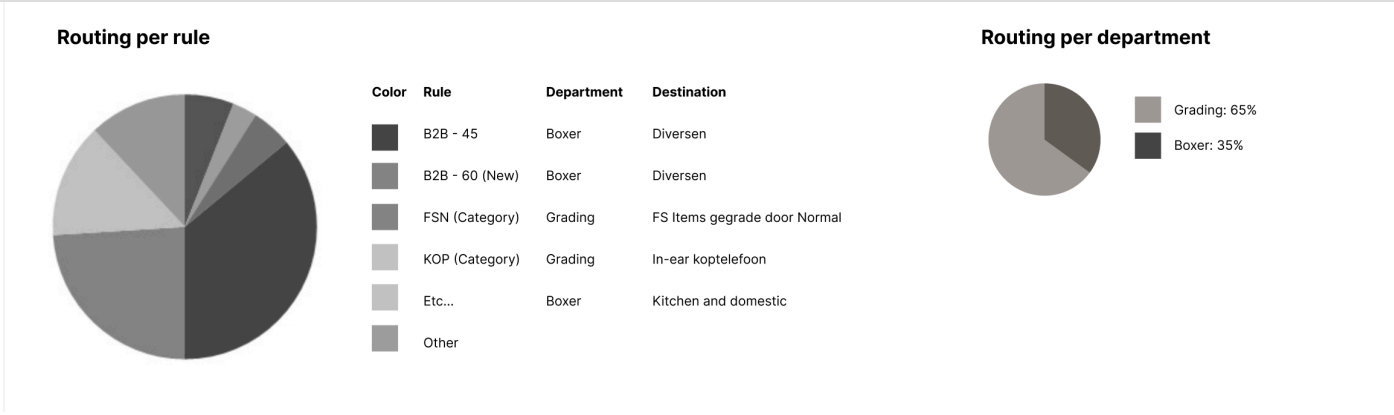 Routing per rule
Routing per department
Color Rule Department Destination
B2B - 45 Boxer Diversen
B2B - 60 (New) Boxer Diversen
FSN (Category) Grading FS Items gegrade door Normal
KOP (Category) Grading In-ear koptelefoon
Etc... Boxer Kitchen and domestic
Other
Grading: 65%
Boxer: 35%